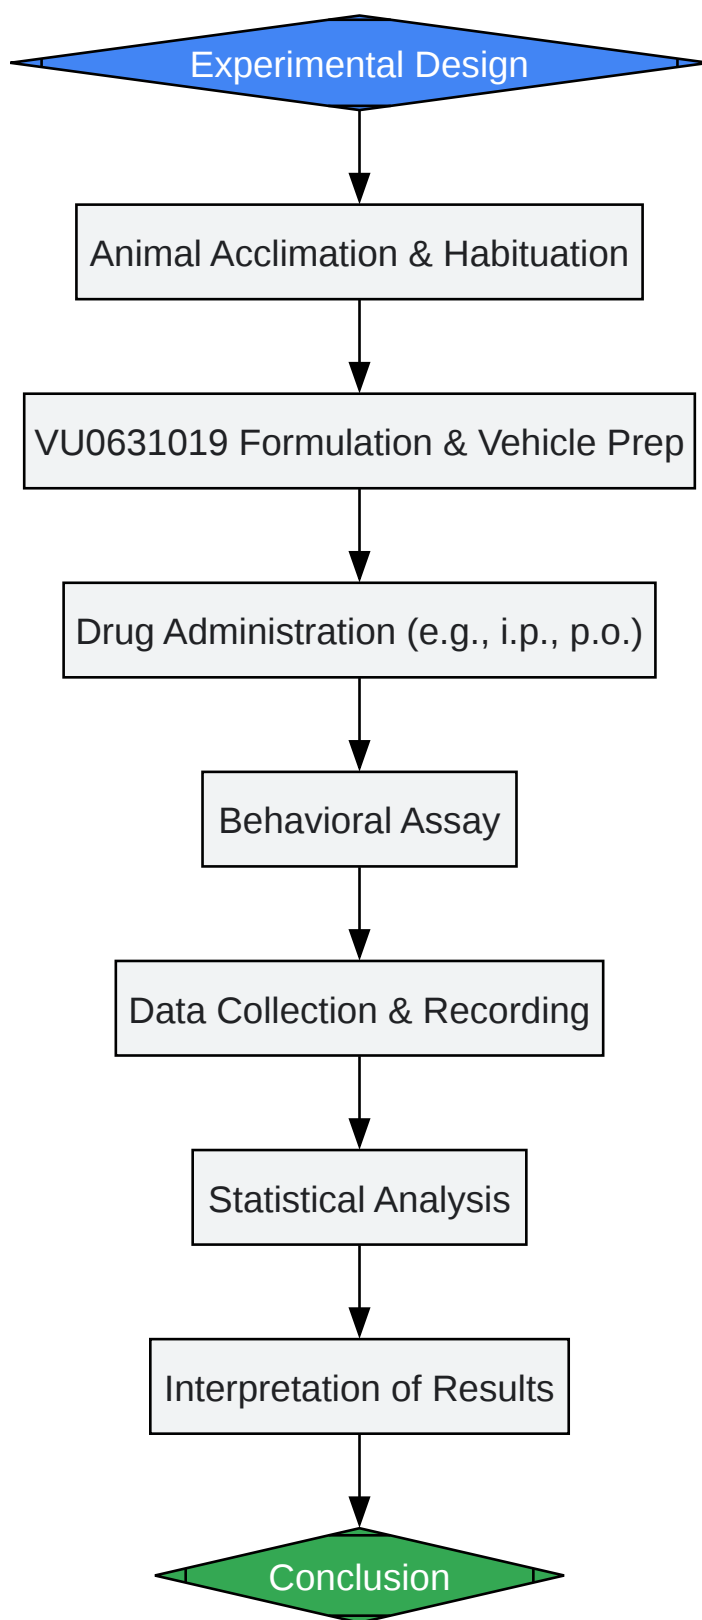 Experimental Design
Animal Acclimation & Habituation
VU0631019 Formulation & Vehicle Prep
Drug Administration (e.g., i.p., p.o.)
Behavioral Assay
Data Collection & Recording
Statistical Analysis
Interpretation of Results
Conclusion